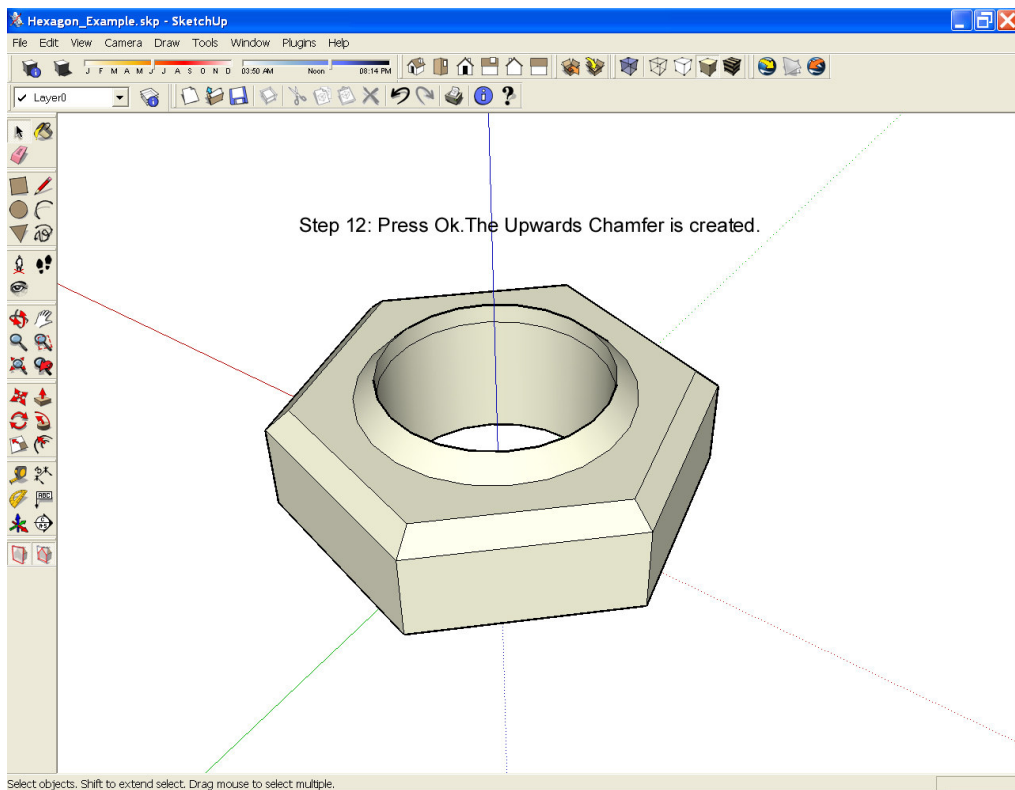 Hexagon_Example.skp - SketchUp
File Edit View Camera Draw Tools Window Plugins Help
J F M A M J J A S O N D 03:50 AM Noon 08:14 PM
Layer0
Step 12: Press Ok.The Upwards Chamfer is created.
ABC
Select objects. Shift to extend select. Drag mouse to select multiple.